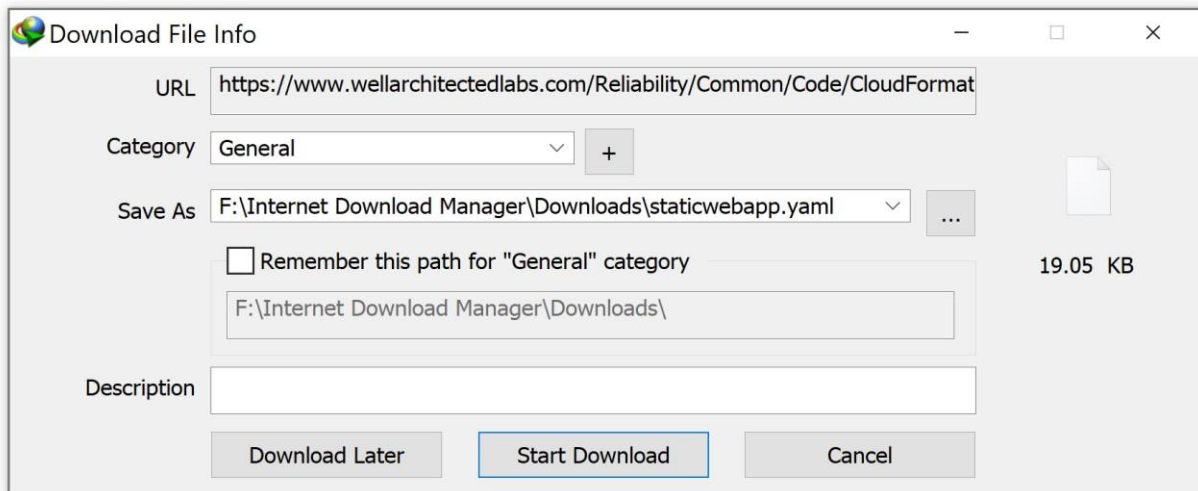 Download File Info
URL https://www.wellarchitectedlabs.com/Reliability/Common/Code/CloudFormat
Category General +
Save As F:\Internet Download Manager\Downloads\staticwebapp.yaml ...
Remember this path for "General" category
19.05 KB
F:\Internet Download Manager\Downloads\
Description
Download Later Start Download Cancel